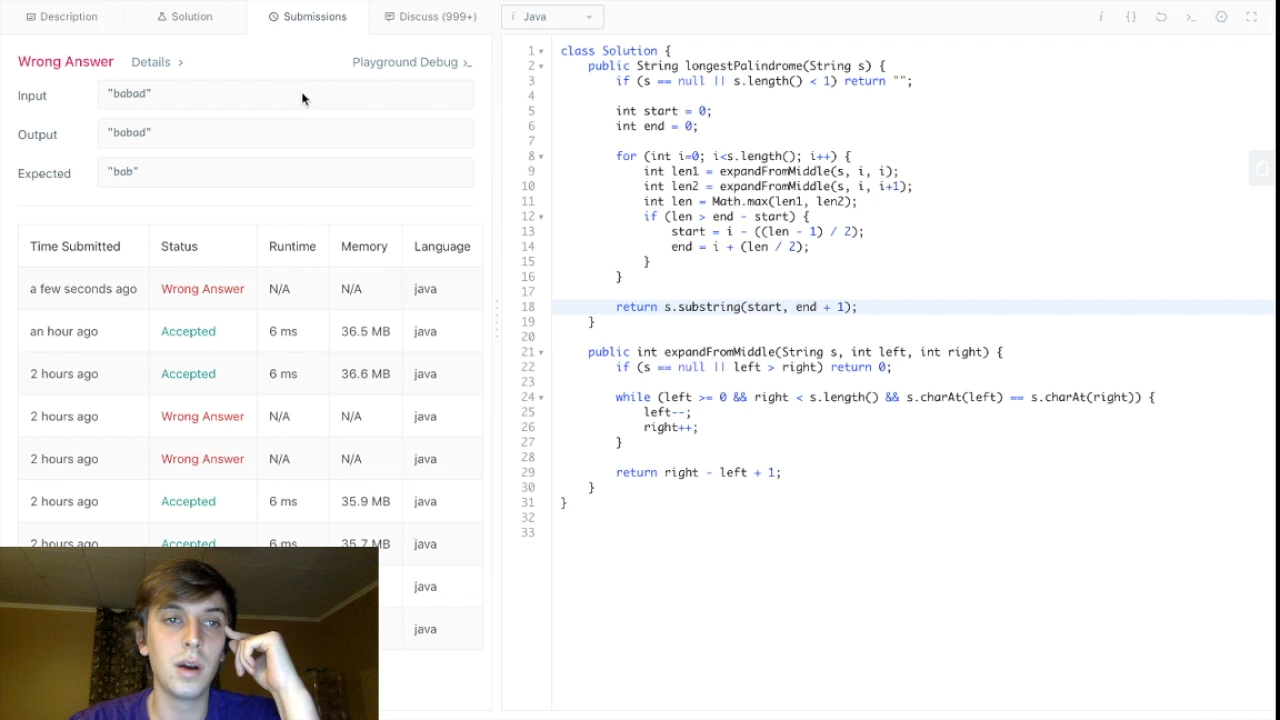 Description Solution Submissions Discuss (999+) i Java
Wrong Answer Details > Playground Debug >_
Input "babad"
Output "babad"
Expected "bab"
Time Submitted Status Runtime Memory Language
a few seconds ago Wrong Answer N/A N/A java
an hour ago Accepted 6 ms 36.5 MB java
2 hours ago Accepted 6 ms 36.6 MB java
2 hours ago Wrong Answer N/A N/A java
2 hours ago Wrong Answer N/A N/A java
2 hours ago Accepted 6 ms 35.9 MB java
2 hours ago Accepted 6 ms 35.7 MB java
java
java
1 class Solution {
2 public String longestPalindrome(String s) {
3 if (s == null || s.length() < 1) return "";
4
5 int start = 0;
6 int end = 0;
7
8 for (int i=0; i<s.length(); i++) {
9 int len1 = expandFromMiddle(s, i, i);
10 int len2 = expandFromMiddle(s, i, i+1);
11 int len = Math.max(len1, len2);
12 if (len > end - start) {
13 start = i - ((len - 1) / 2);
14 end = i + (len / 2);
15 }
16 }
17
18 return s.substring(start, end + 1);
19 }
20
21 public int expandFromMiddle(String s, int left, int right) {
22 if (s == null || left > right) return 0;
23
24 while (left >= 0 && right < s.length() && s.charAt(left) == s.charAt(right)) {
25 left--;
26 right++;
27 }
28
29 return right - left + 1;
30 }
31 }
32
33